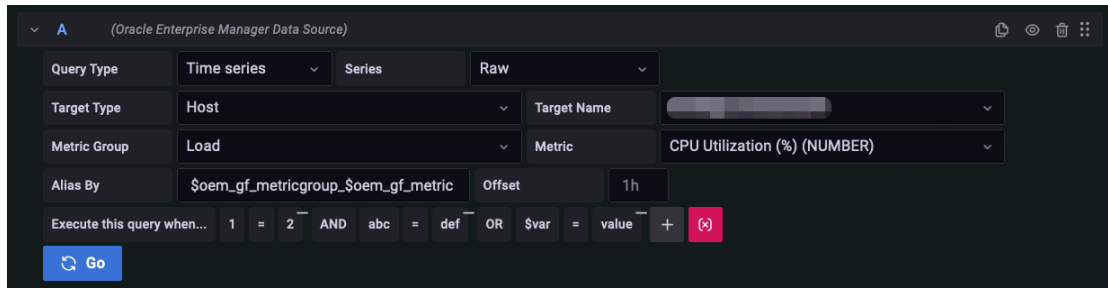 A (Oracle Enterprise Manager Data Source)
Query Type Time series Series Raw
Target Type Host Target Name
Metric Group Load Metric CPU Utilization (%) (NUMBER)
Alias By $oem_gf_metricgroup_$oem_gf_metric Offset 1h
Execute this query when... 1 = 2 AND abc = def OR $var = value + (x)
Go